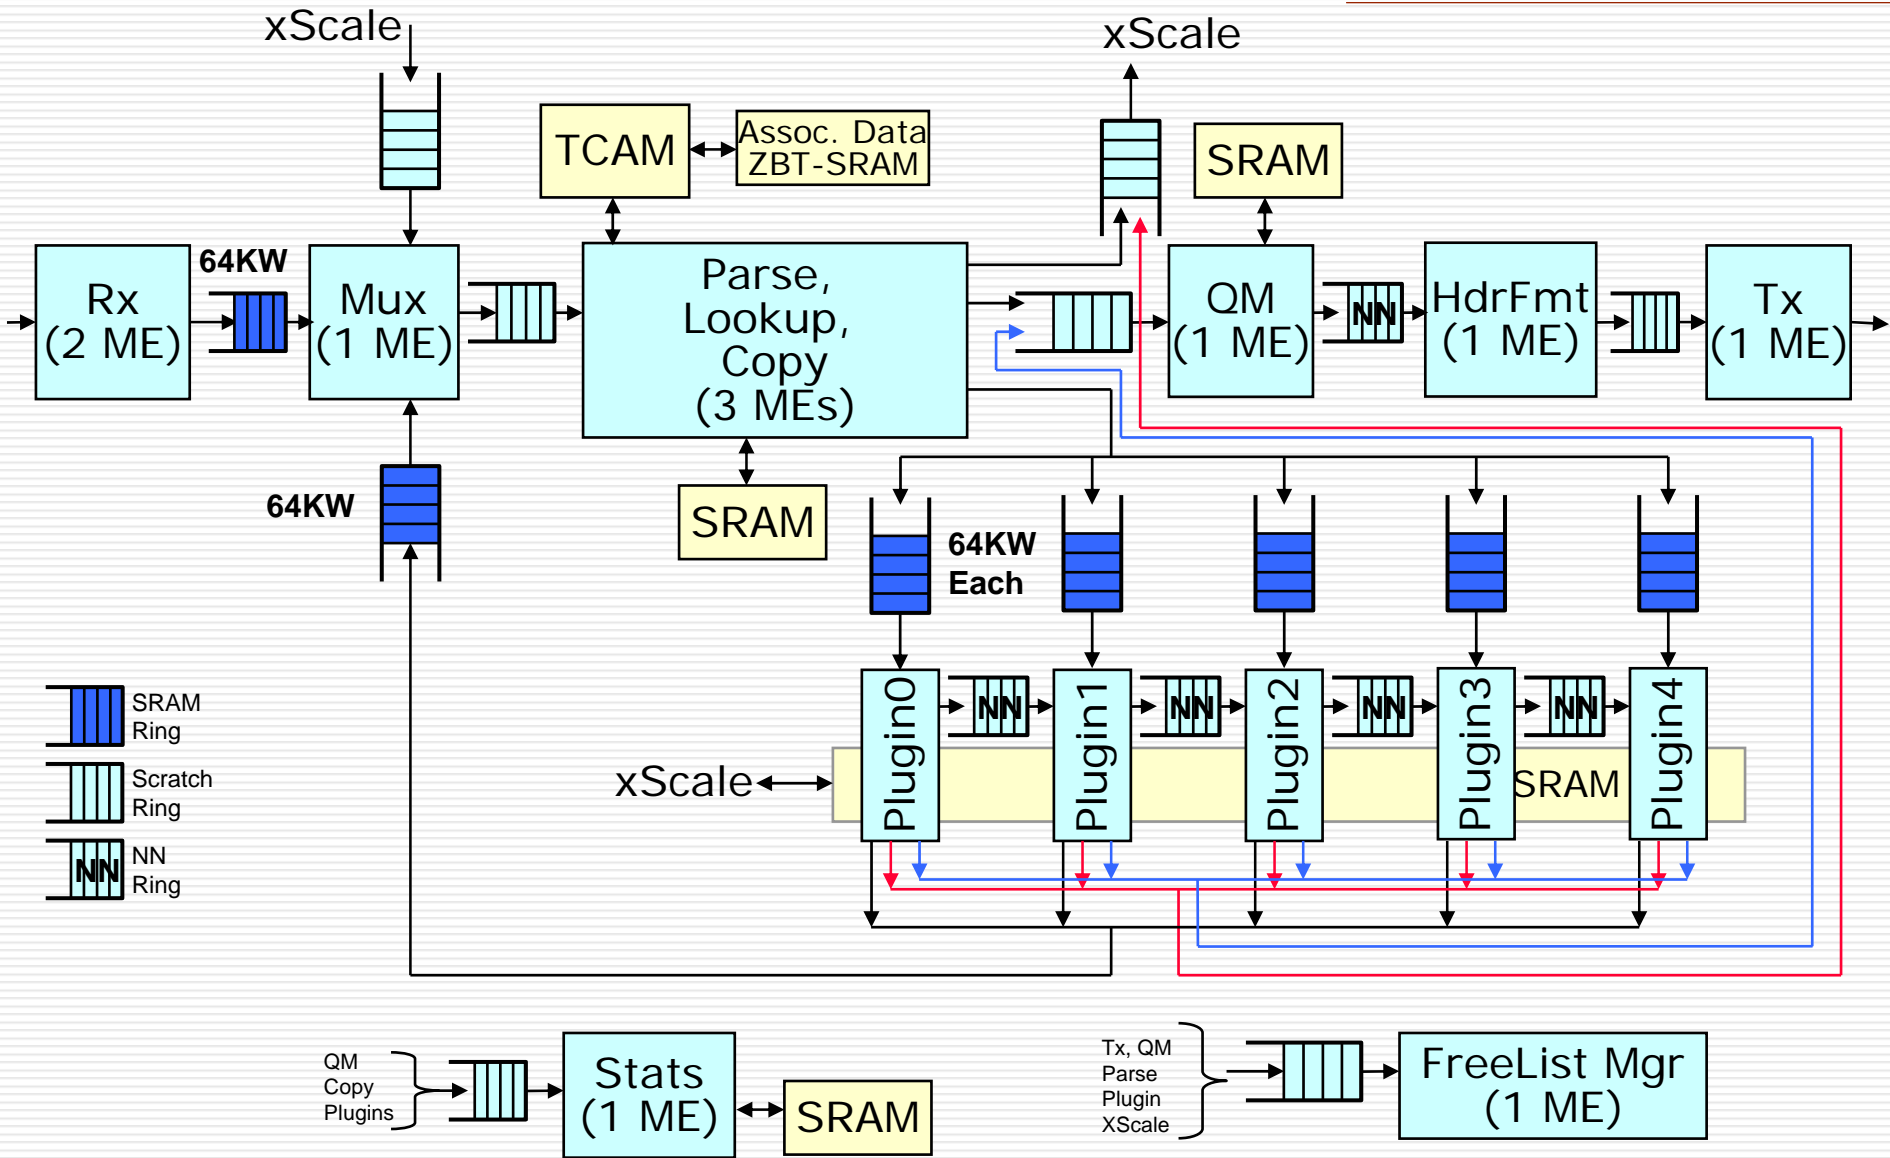 xScale
xScale
TCAM
Assoc. Data
ZBT-SRAM
SRAM
64KW
Rx
(2 ME)
Mux
(1 ME)
Parse,
Lookup,
Copy
(3 MEs)
QM
(1 ME)
NN
HdrFmt
(1 ME)
Tx
(1 ME)
64KW
SRAM
64KW
Each
Plugin0
NN
Plugin1
NN
Plugin2
NN
Plugin3
NN
Plugin4
xScale
SRAM
SRAM
Ring
Scratch
Ring
NN
NN
Ring
QM
Copy
Plugins
Stats
(1 ME)
SRAM
Tx, QM
Parse
Plugin
XScale
FreeList Mgr
(1 ME)